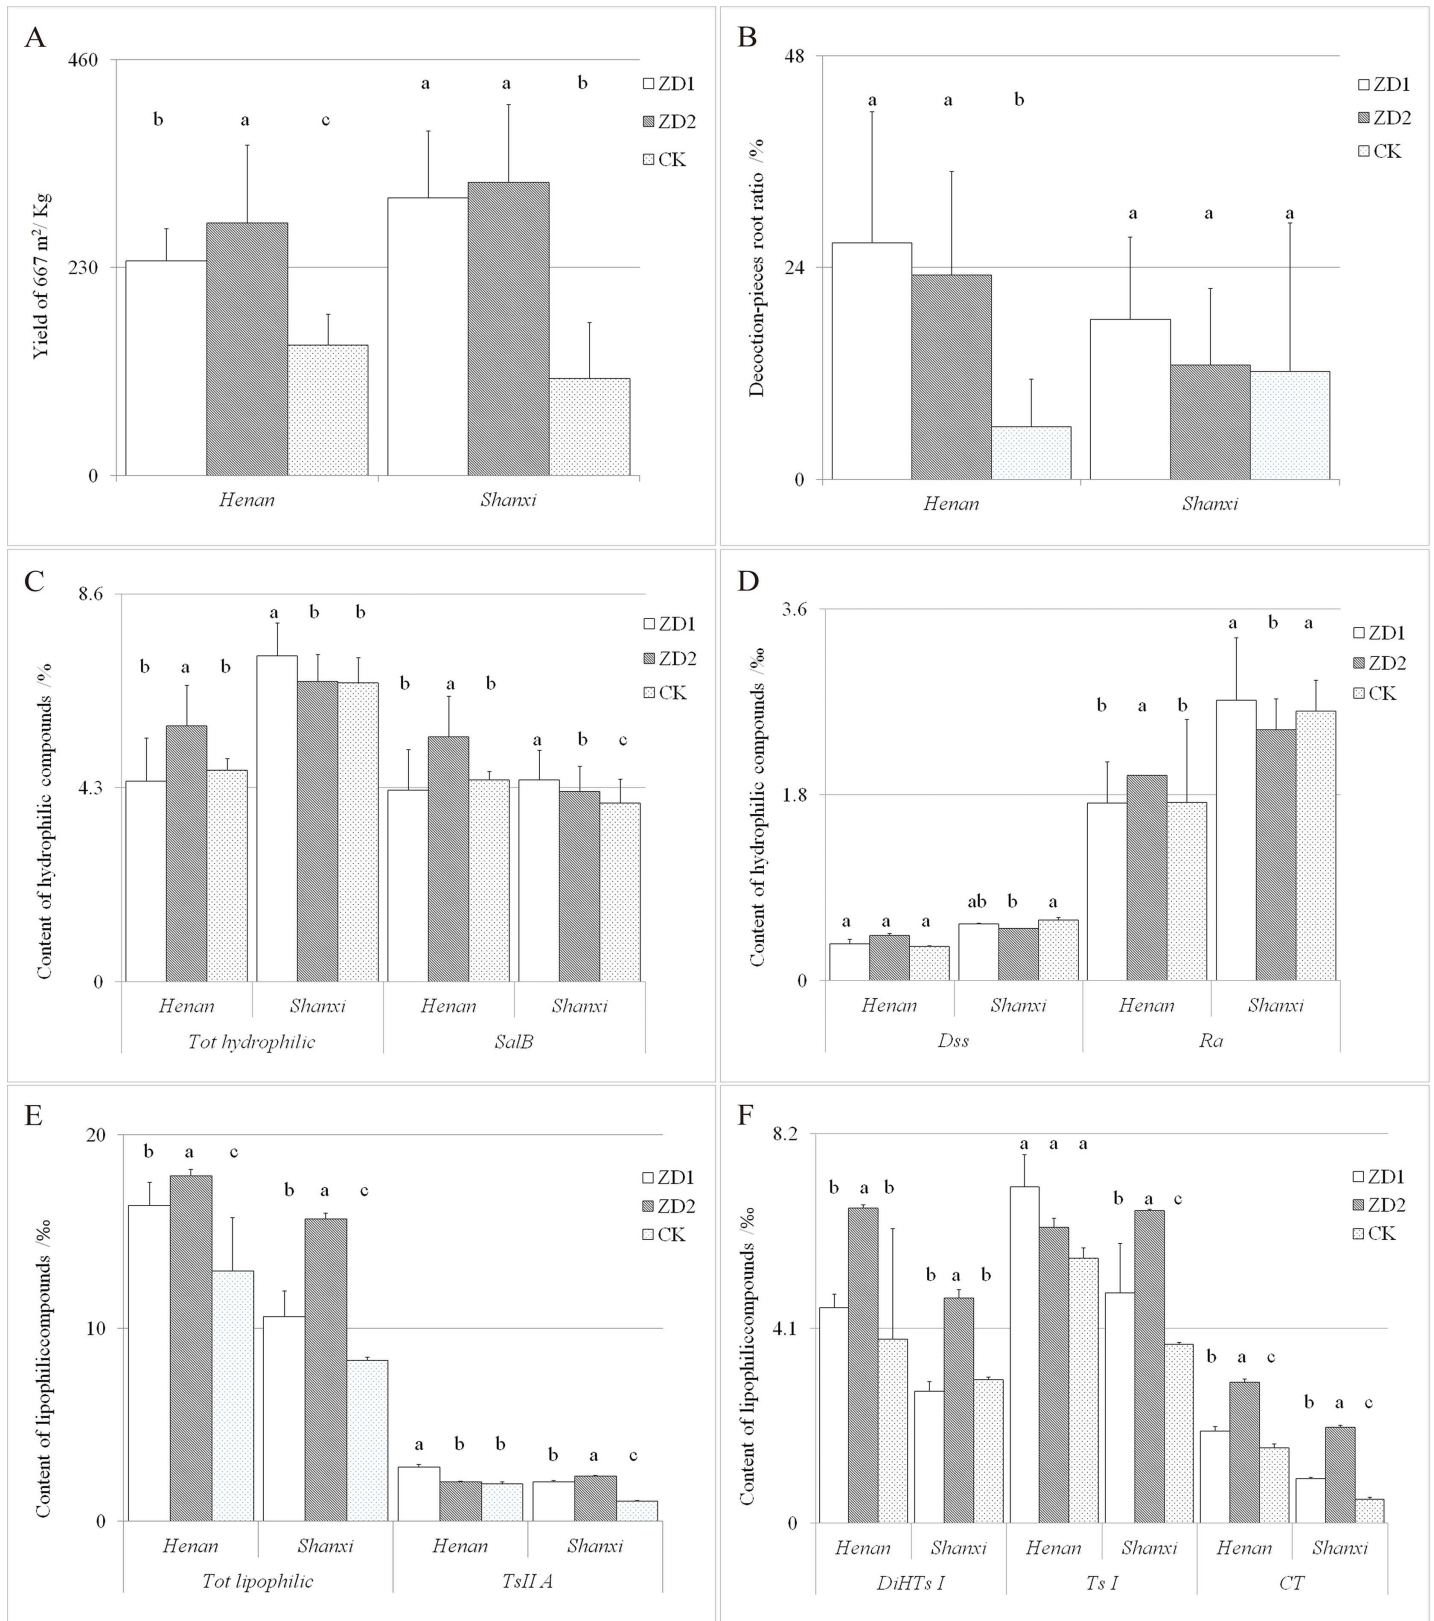 A
460
230
0
Yield of 667 m²/ Kg
b a c a a b
ZD1
ZD2
CK
Henan Shanxi
B
48
24
0
Decoction-pieces root ratio /%
a a b a a a
ZD1
ZD2
CK
Henan Shanxi
C
8.6
4.3
0
Content of hydrophilic compounds /%
b a b a b b b a b a b c
ZD1
ZD2
CK
Henan Shanxi Henan Shanxi
Tot hydrophilic SalB
D
3.6
1.8
0
Content of hydrophilic compounds /‰
a a a ab b a b a b a b a
ZD1
ZD2
CK
Henan Shanxi Henan Shanxi
Dss Ra
E
20
10
0
Content of lipophiliccompounds /‰
b a c b a c a b b b a c
ZD1
ZD2
CK
Henan Shanxi Henan Shanxi
Tot lipophilic TsII A
F
8.2
4.1
0
Content of lipophiliccompounds /‰
b a b b a b a a a b a c b a c b a c
ZD1
ZD2
CK
Henan Shanxi Henan Shanxi Henan Shanxi
DiHTs I Ts I CT